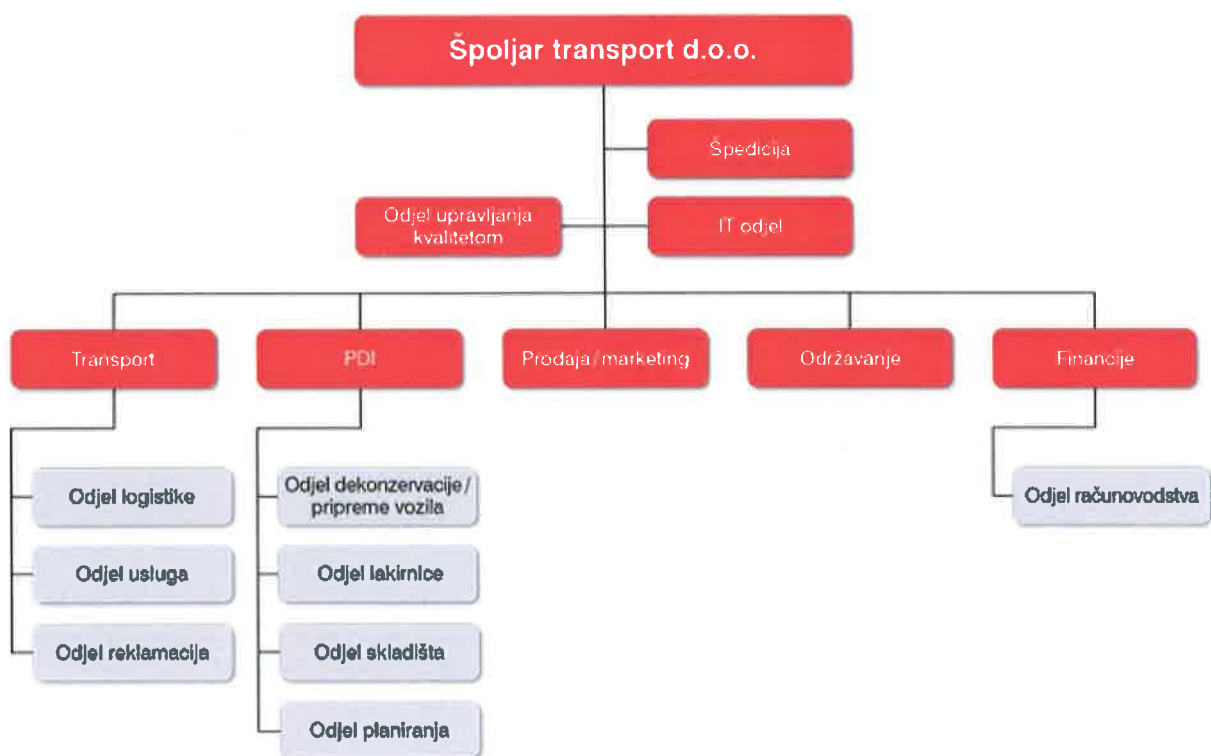 Špoljar transport d.o.o.
Špedicija
Odjel upravljanja
kvalitetom
IT odjel
Transport
PDI
Prodaja/marketing
Održavanje
Financije
Odjel logistike
Odjel usluga
Odjel reklamacija
Odjel dekonzervacije/
pripreme vozila
Odjel lakirnice
Odjel skladišta
Odjel planiranja
Odjel računovodstva